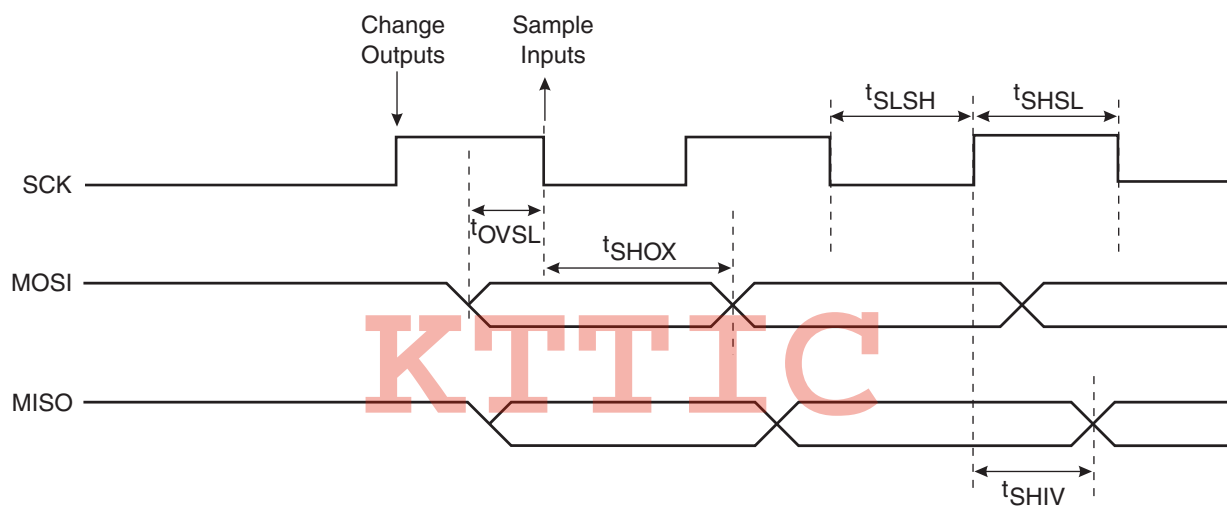 Change
Outputs
Sample
Inputs
tSLSH
tSHSL
SCK
tOVSL
tSHOX
MOSI
KTTIC
MISO
tSHIV